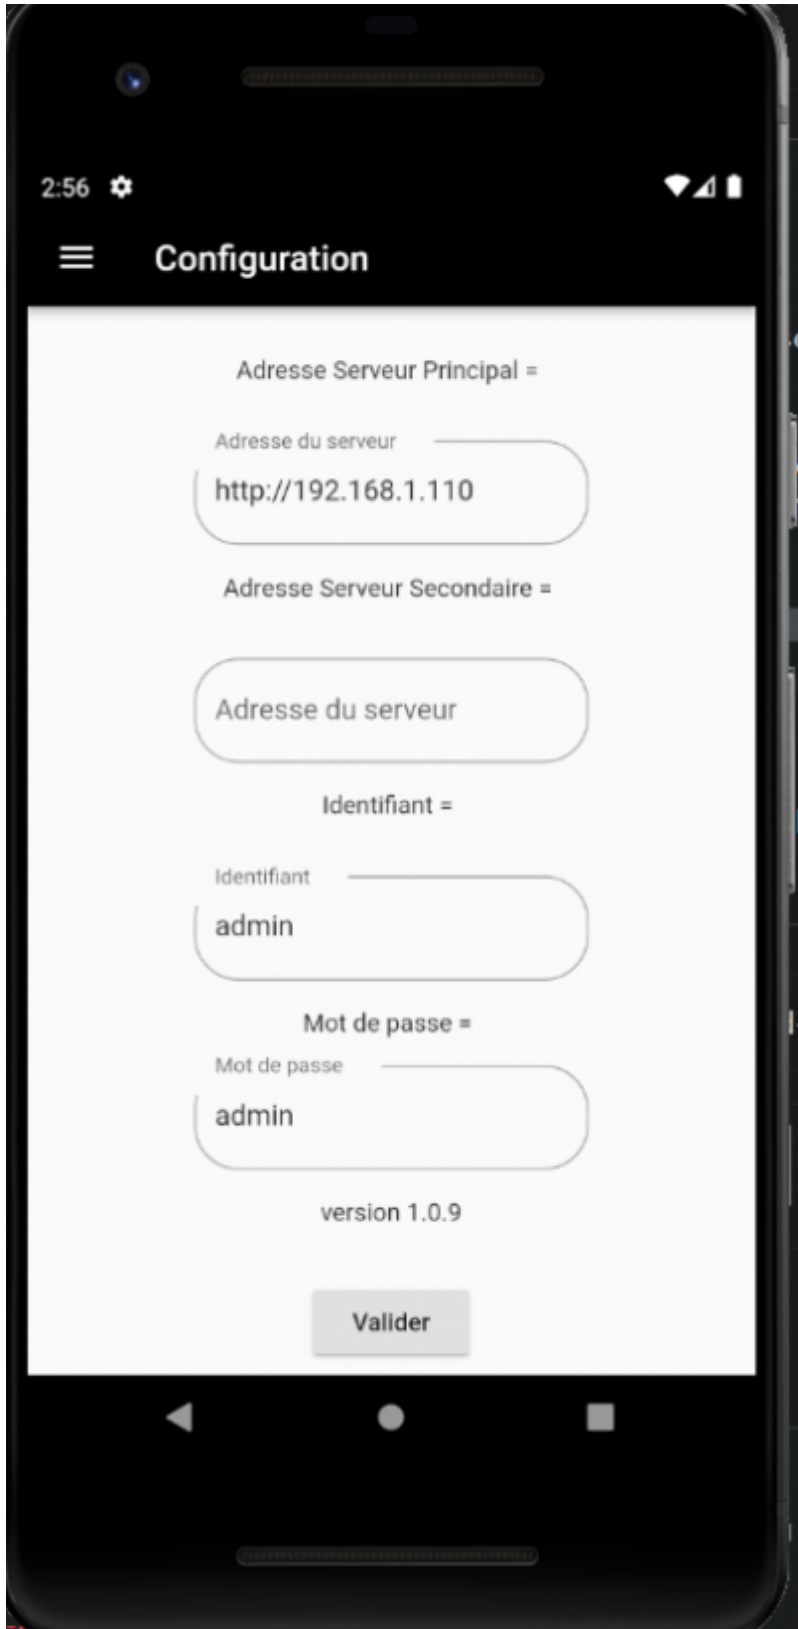 2:56
Configuration
Adresse Serveur Principal =
Adresse du serveur
http://192.168.1.110
Adresse Serveur Secondaire =
Adresse du serveur
Identifiant =
Identifiant
admin
Mot de passe =
Mot de passe
admin
version 1.0.9
Valider